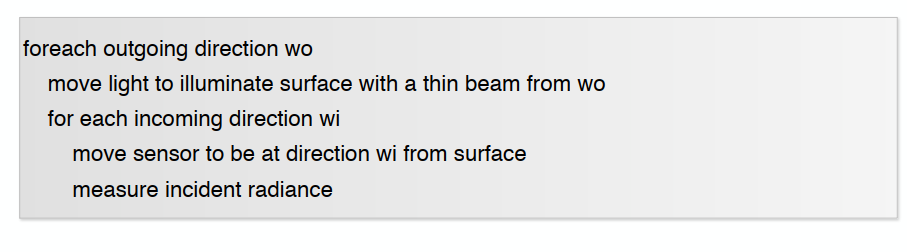 foreach outgoing direction wo
move light to illuminate surface with a thin beam from wo
for each incoming direction wi
move sensor to be at direction wi from surface
measure incident radiance